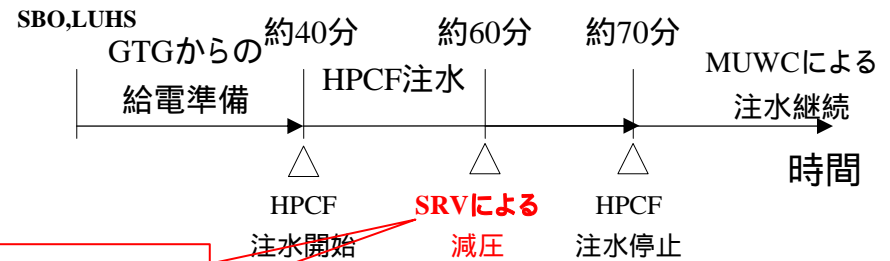 SBO,LUHS
GTGからの
給電準備
約40分
約60分
約70分
HPCF注水
MUWCによる
注水継続
時間
HPCF
注水開始
SRVによる
減圧
HPCF
注水停止